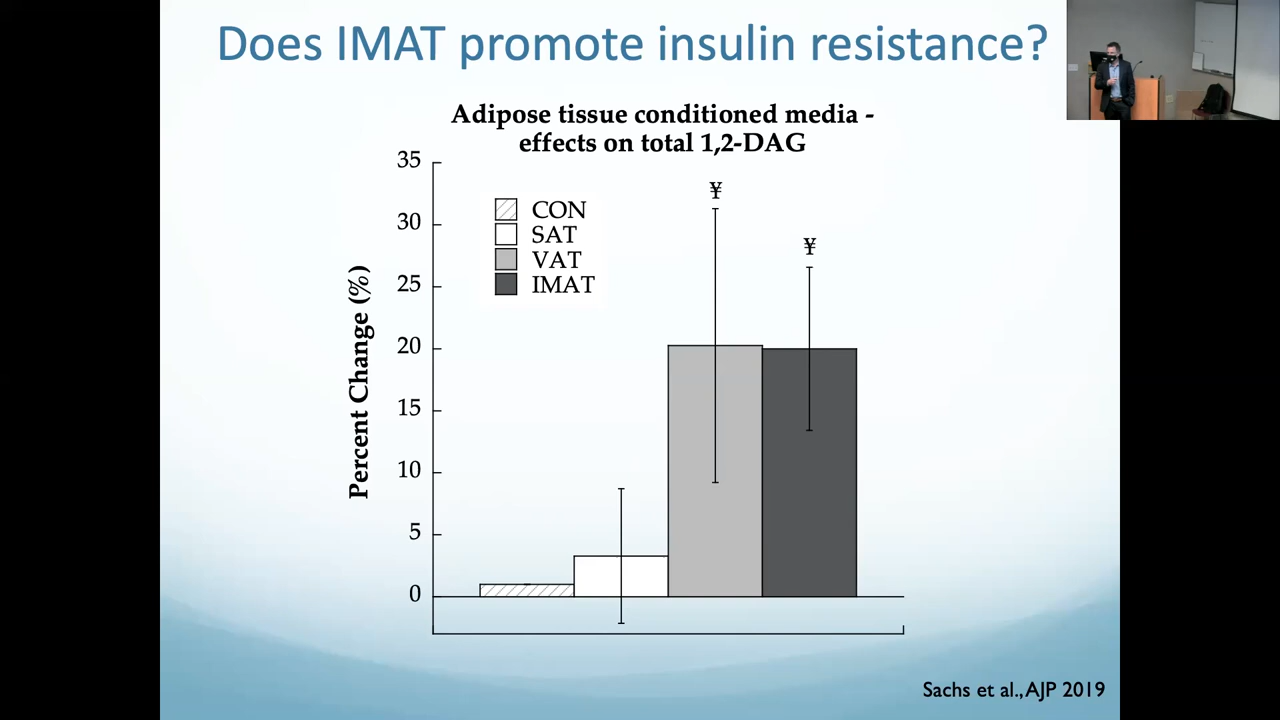 Does IMAT promote insulin resistance?
Adipose tissue conditioned media -
effects on total 1,2-DAG
35
30
25
20
15
10
5
0
Percent Change (%)
CON
SAT
VAT
IMAT
¥
¥
Sachs et al., AJP 2019